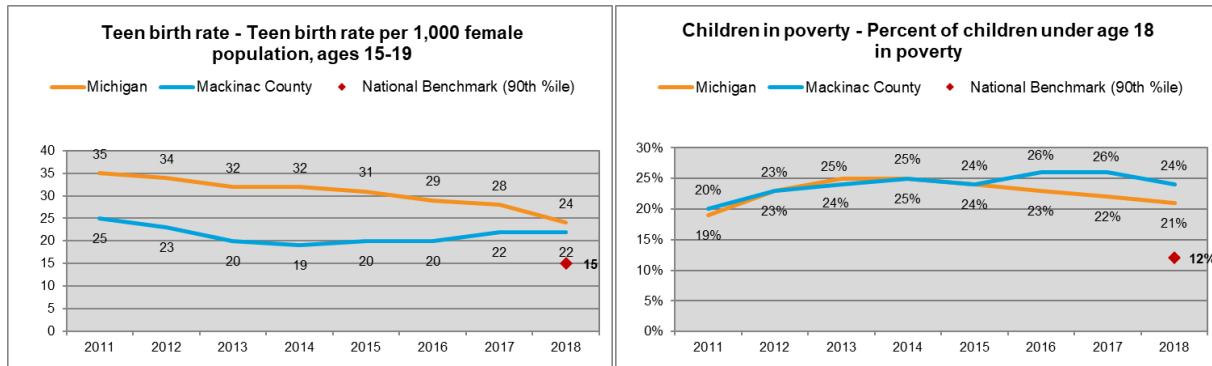 Teen birth rate - Teen birth rate per 1,000 female
population, ages 15-19
Michigan Mackinac County National Benchmark (90th %ile)
40
35
30
25
20
15
10
5
0
35 34 32 32 31 29 28 24
25 23 20 19 20 20 22 22
15
2011 2012 2013 2014 2015 2016 2017 2018
Children in poverty - Percent of children under age 18
in poverty
Michigan Mackinac County National Benchmark (90th %ile)
30%
25%
20%
15%
10%
5%
0%
20% 23% 25% 25% 24% 26% 26% 24%
19% 23% 24% 25% 24% 23% 22% 21%
12%
2011 2012 2013 2014 2015 2016 2017 2018